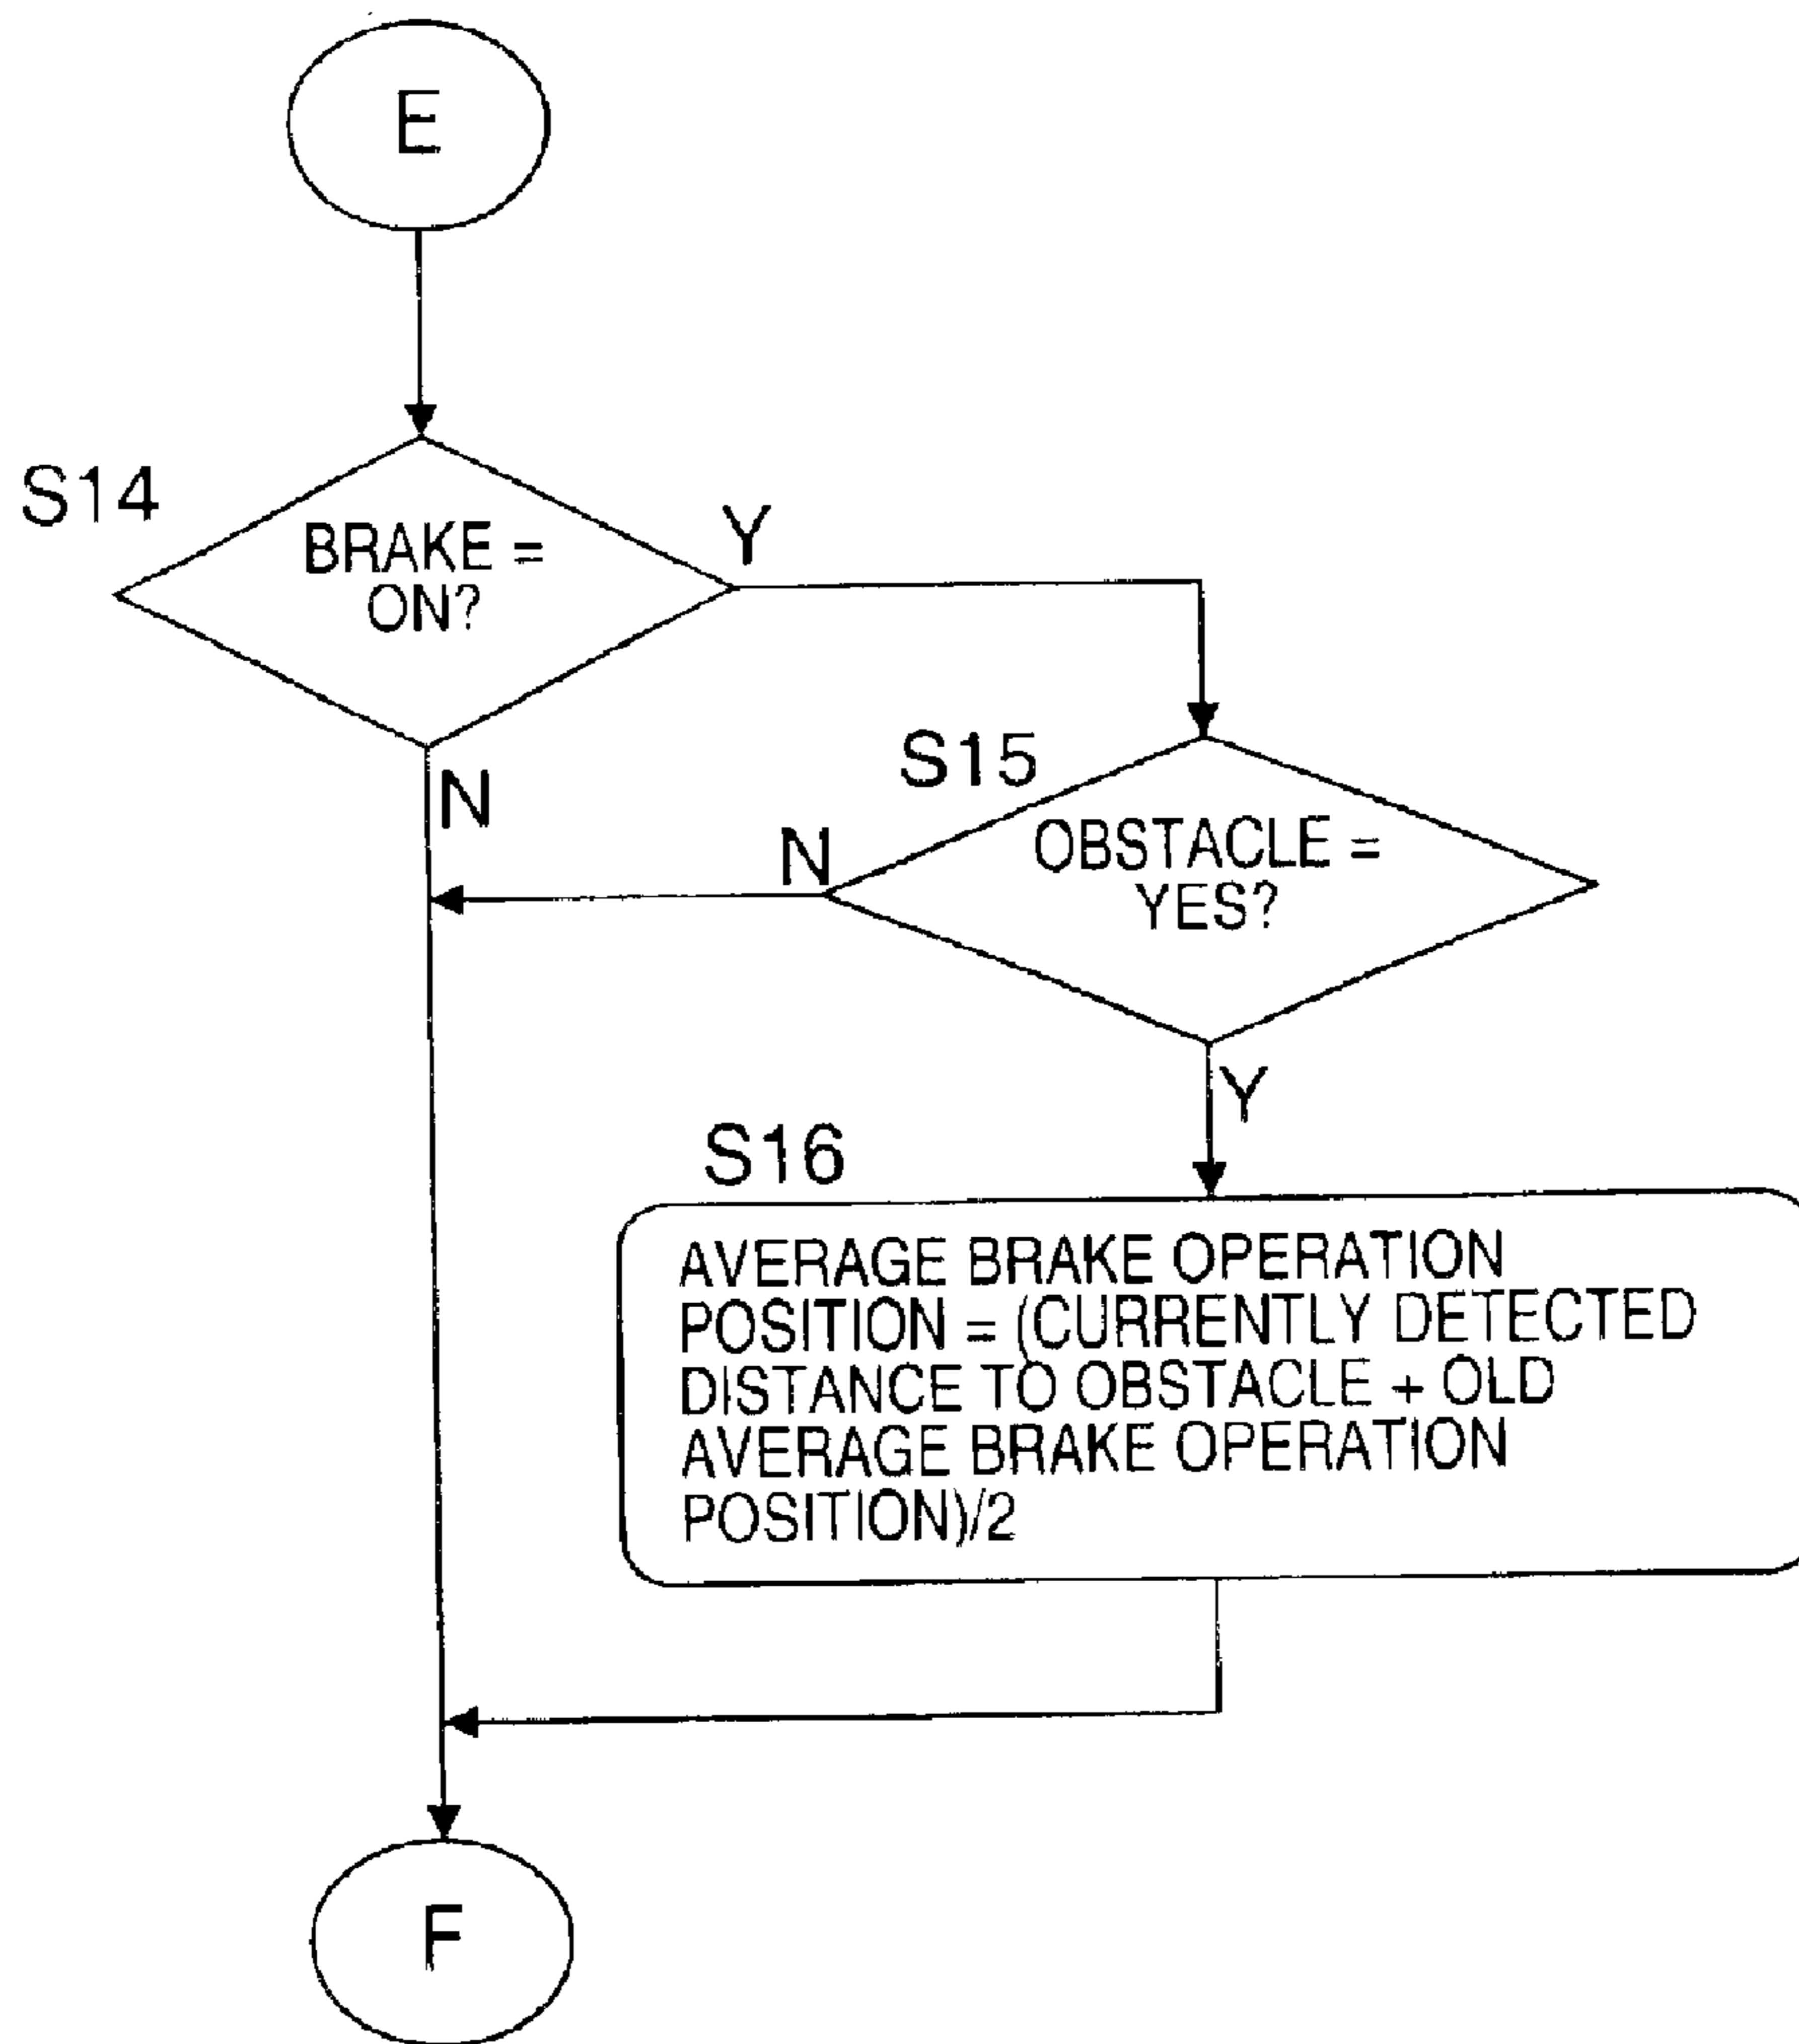 E
S14
BRAKE =
ON?
Y
N
S15
OBSTACLE =
YES?
N
Y
S16
AVERAGE BRAKE OPERATION
POSITION = (CURRENTLY DETECTED
DISTANCE TO OBSTACLE + OLD
AVERAGE BRAKE OPERATION
POSITION)/2
F